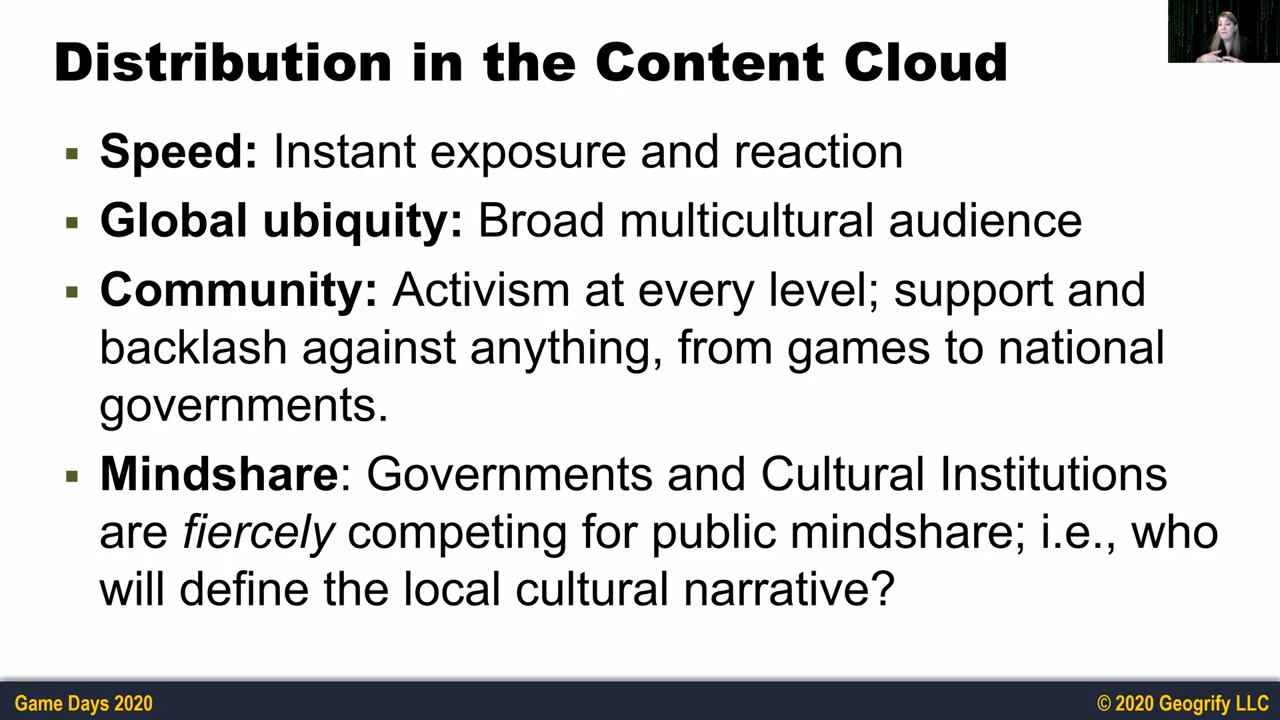 Distribution in the Content Cloud
▪ Speed: Instant exposure and reaction
▪ Global ubiquity: Broad multicultural audience
▪ Community: Activism at every level; support and
backlash against anything, from games to national
governments.
▪ Mindshare: Governments and Cultural Institutions
are fiercely competing for public mindshare; i.e., who
will define the local cultural narrative?
Game Days 2020
© 2020 Geogrify LLC